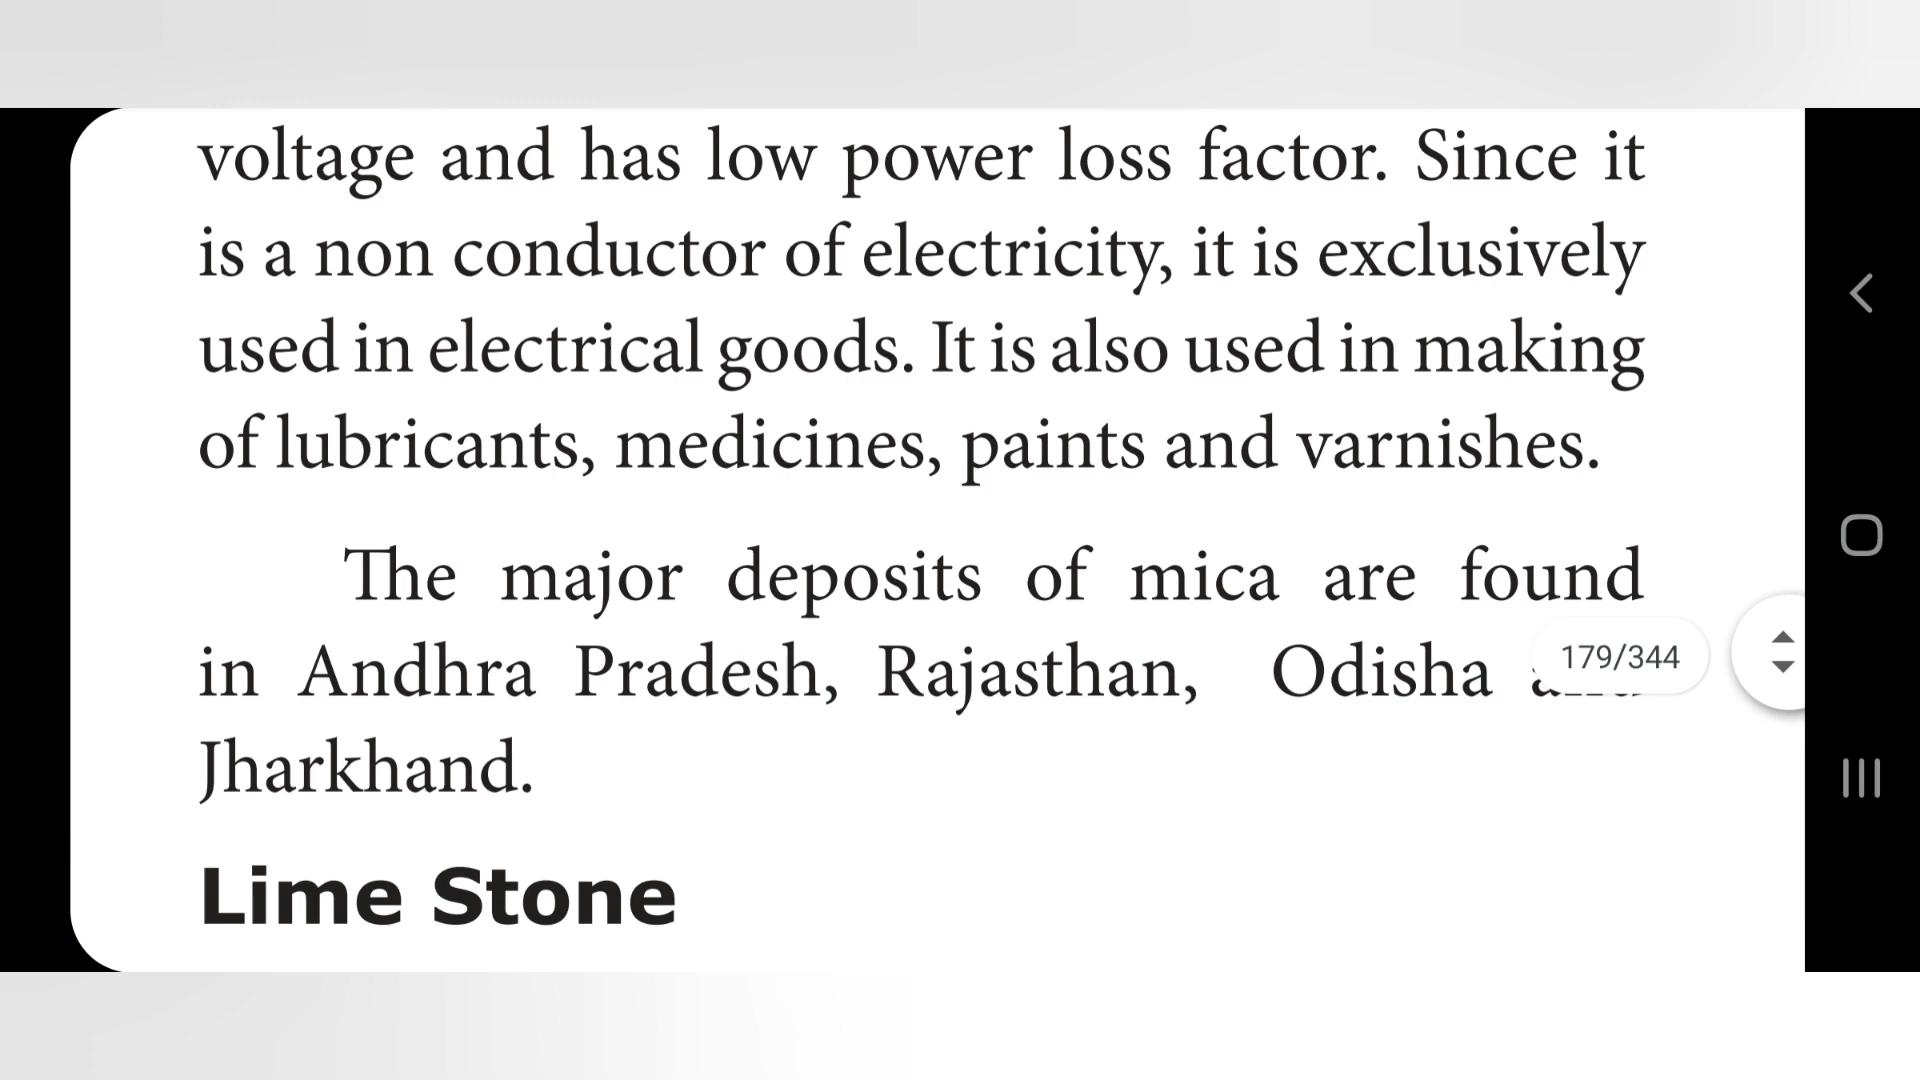 voltage and has low power loss factor. Since it
is a non conductor of electricity, it is exclusively
used in electrical goods. It is also used in making
of lubricants, medicines, paints and varnishes.
The major deposits of mica are found
in Andhra Pradesh, Rajasthan, Odisha
179/344
Jharkhand.
Lime Stone